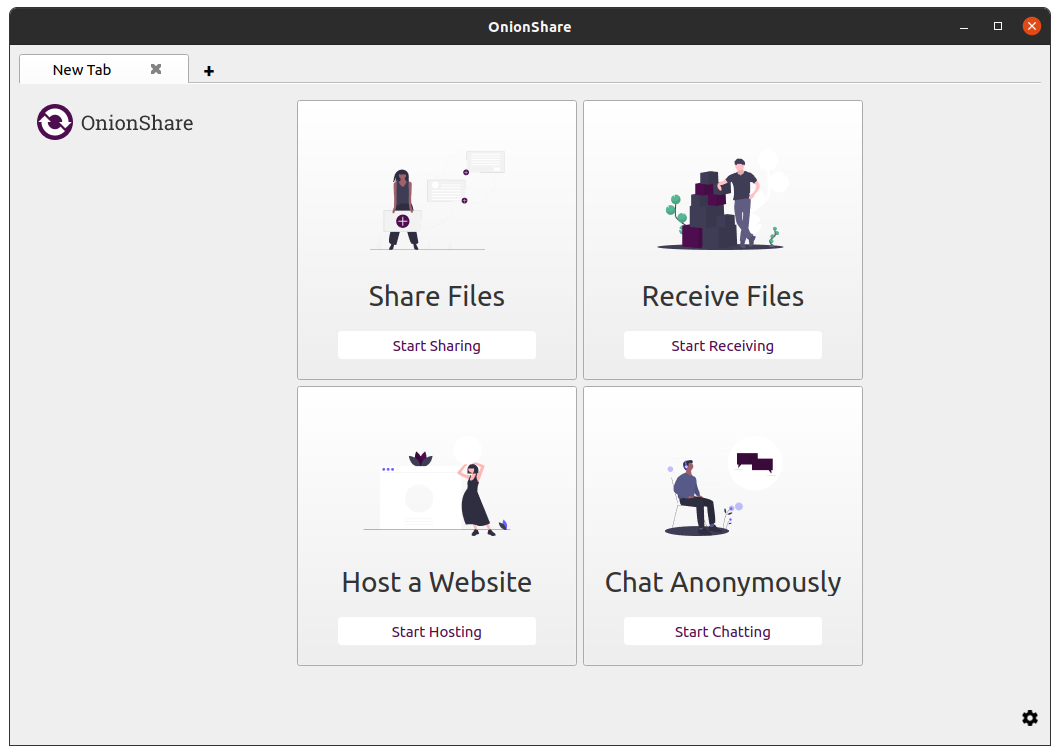 OnionShare
New Tab
OnionShare
Share Files
Start Sharing
Receive Files
Start Receiving
Host a Website
Start Hosting
Chat Anonymously
Start Chatting